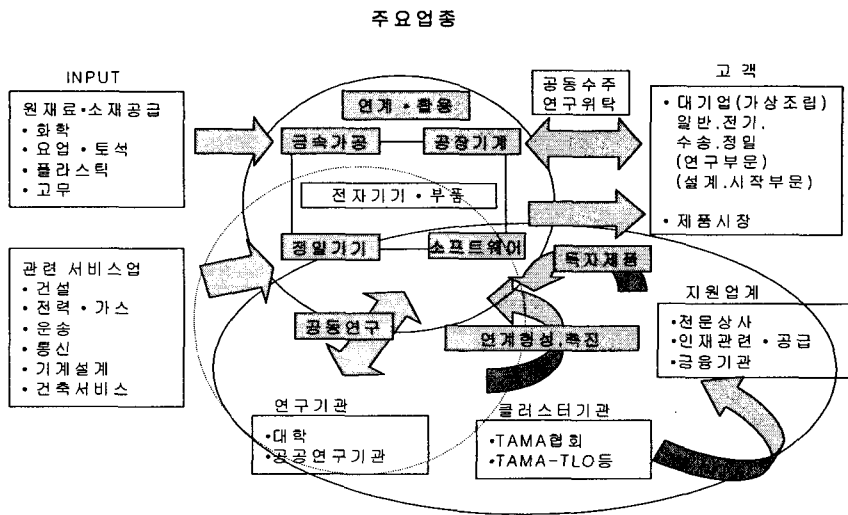 주요업종
INPUT
원재료•소재공급
• 화학
• 요업 • 토석
• 플라스틱
• 고무
관련 서비스업
• 건설
• 전력 • 가스
• 운송
• 통신
• 기계설계
• 건축서비스
연계 • 활용
금속가공
공장기계
전자기기 • 부품
정밀기기
소프트웨어
공동연구
공동수주
연구위탁
고 객
• 대기업(가상조립)
일반.전기.
수송.정밀
(연구부문)
(설계.시작부문)
• 제품시장
독자제품
연계형성.촉진
지원업계
•전문상사
•인재관련 • 공급
•금융기관
연구기관
•대학
•공공연구기관
클러스터기관
•TAMA협회
•TAMA-TLO등